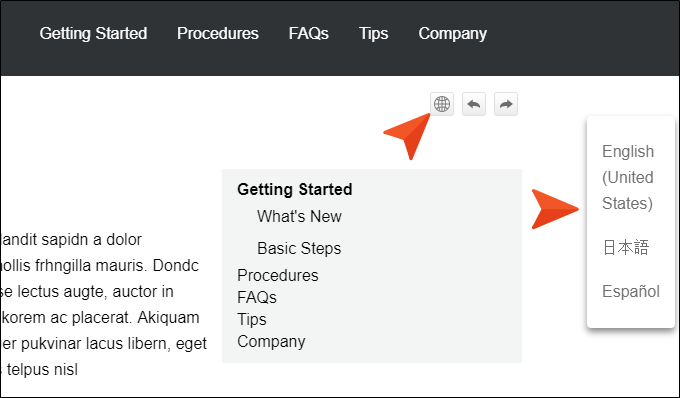 Getting Started Procedures FAQs Tips Company
Getting Started
What's New
Basic Steps
Procedures
FAQs
Tips
Company
landit sapidn a dolor
ollis frhngilla mauris. Dondc
se lectus augte, auctor in
korem ac placerat. Akiquam
er pukvinar lacus libern, eget
s telpus nisl
English
(United
States)
日本語
Español